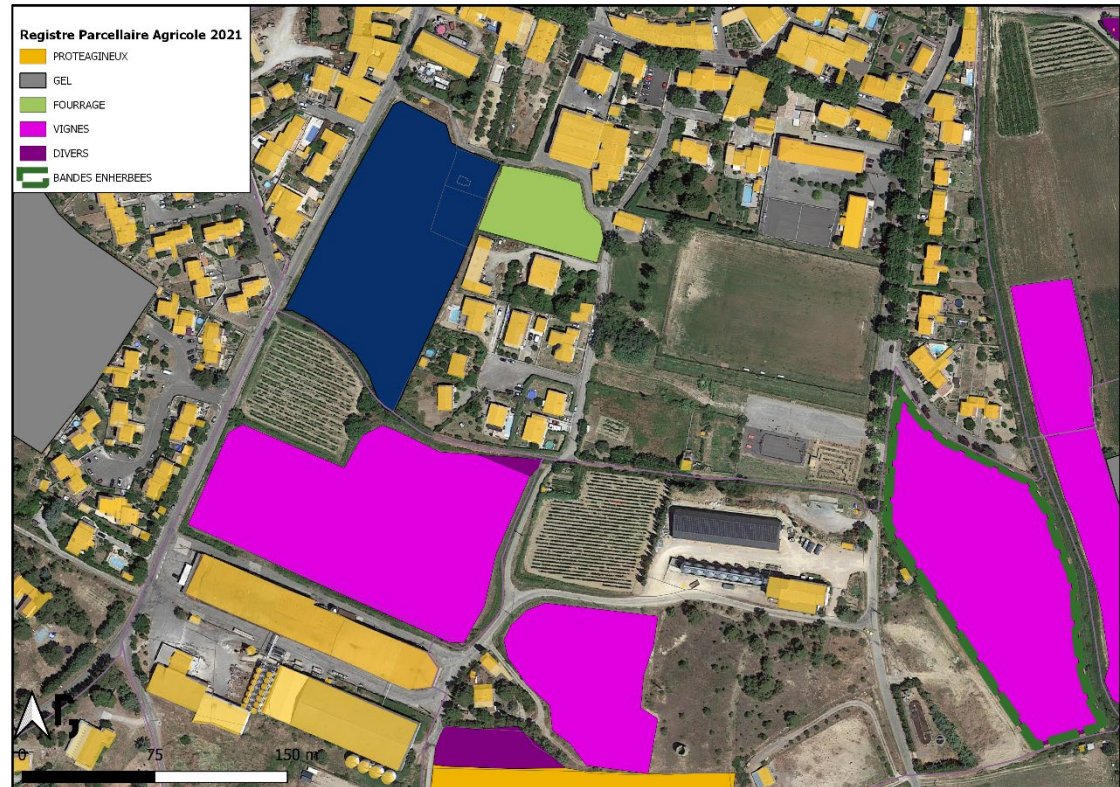 Registre Parcellaire Agricole 2021
PROTEAGINEUX
GEL
FOURRAGE
VIGNES
DIVERS
BANDES ENHERBEES
0 75 150 m